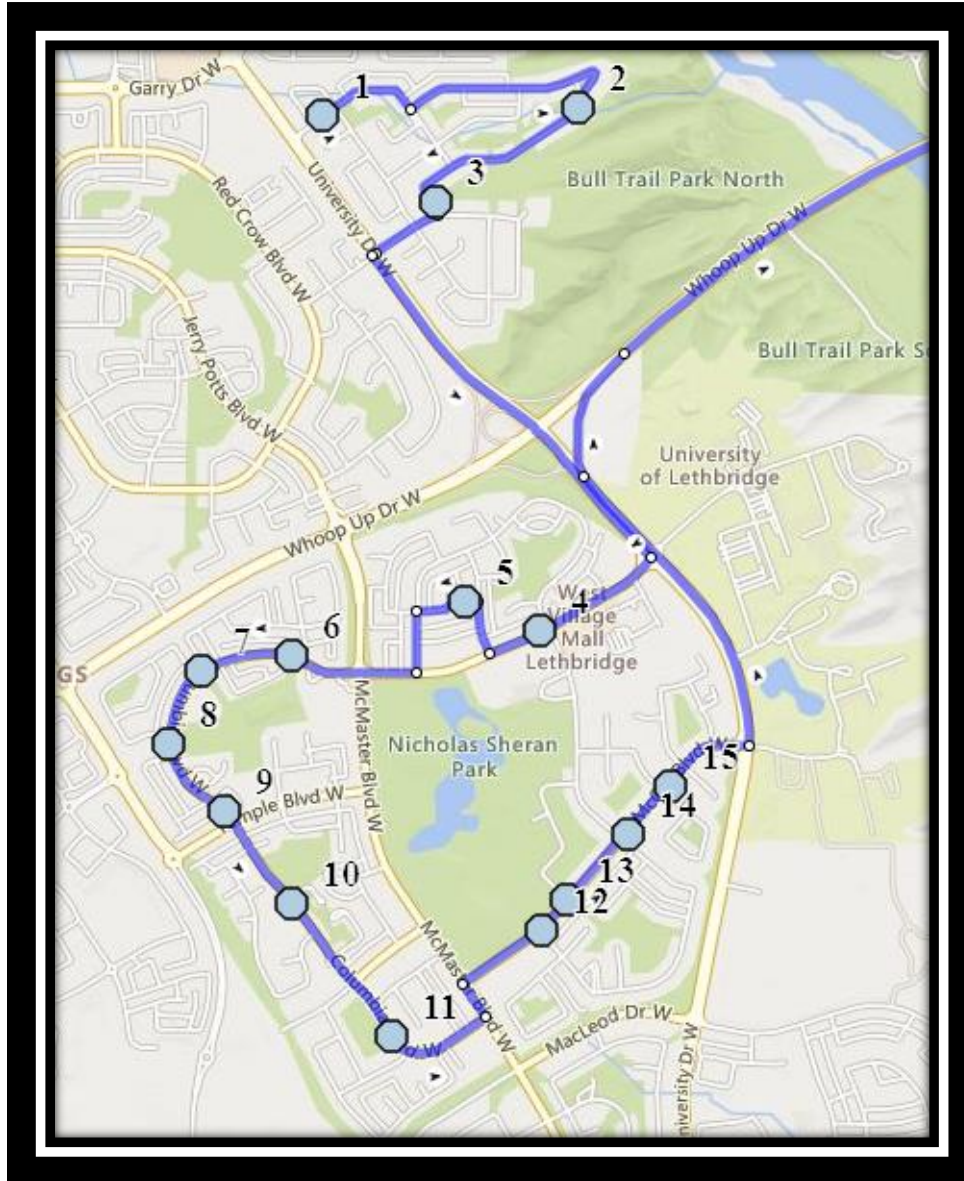 Garry Dr W
1
2
University Dr W
3
Bull Trail Park North
Red Crow Blvd W
Whoop Up Dr W
Jerry Potts Blvd W
Bull Trail Park S
University
of Lethbridge
Whoop Up Dr W
5
West
Village
Mall
Lethbridge
4
6
7
GS
8
McMaster Blvd W
Nicholas Sheran
Park
15
Blvd W
9
mple Blvd W
14
13
10
12
McMaster Blvd W
Columbia
11
d W
MacLeod Dr W
niversity Dr W